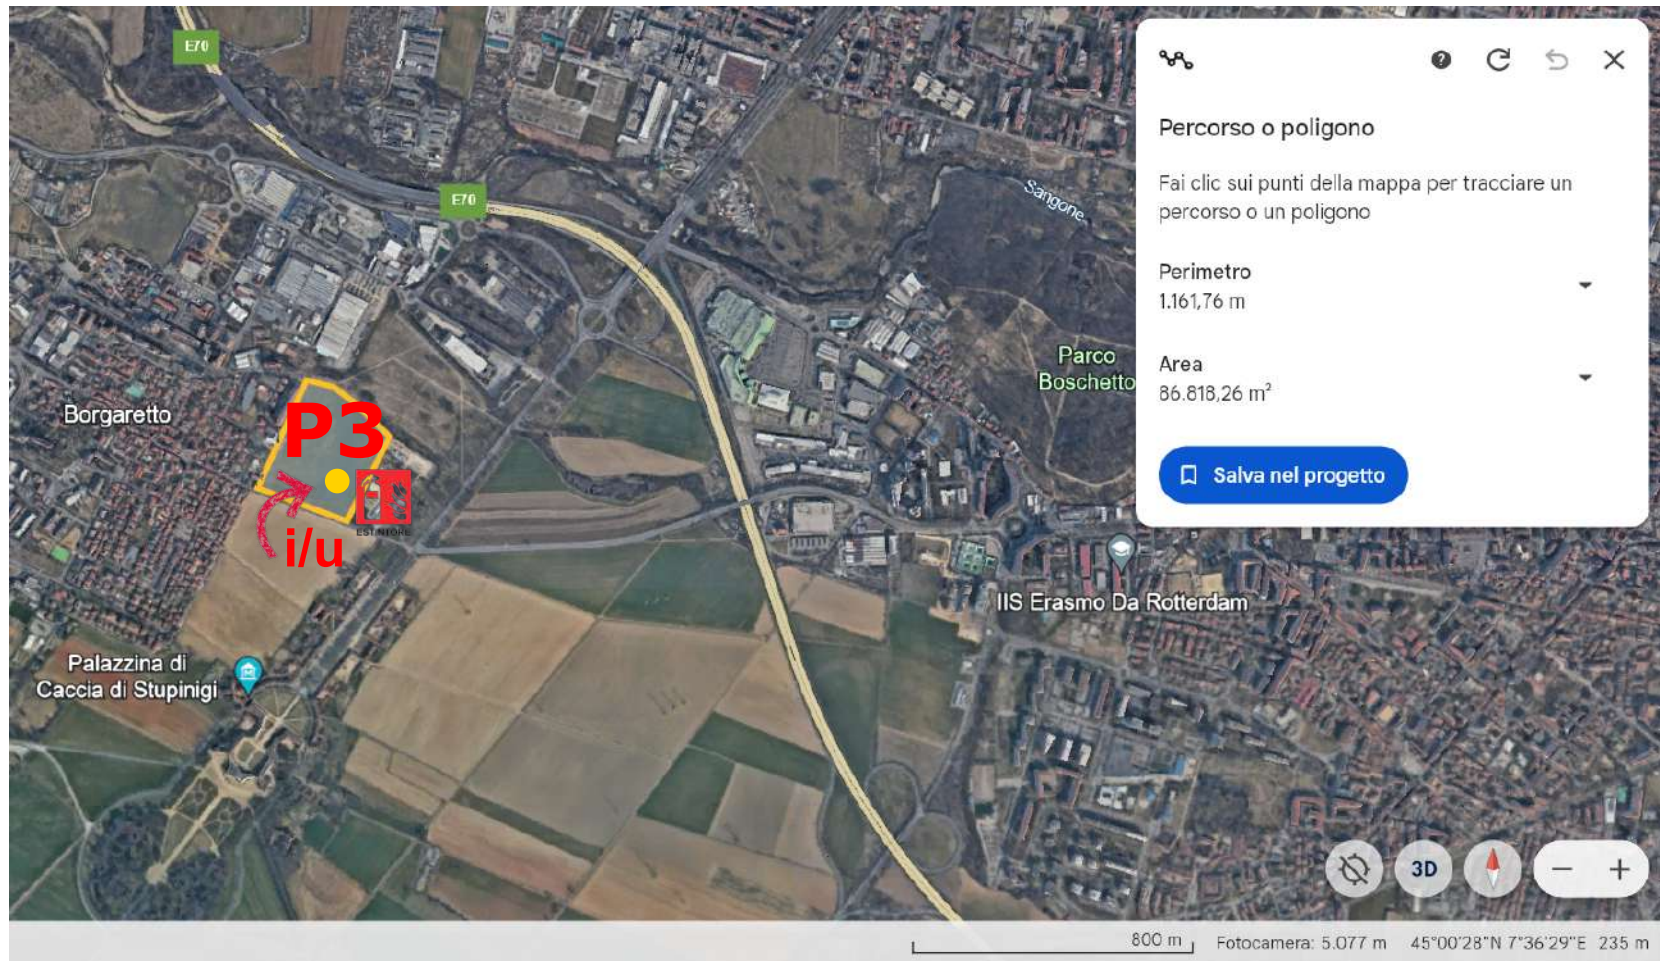 E70
E70
Sangone
Parco
Boschetto
Borgaretto
P3
ESTINTORE
i/u
IIS Erasmo Da Rotterdam
Palazzina di
Caccia di Stupinigi
Percorso o poligono
Fai clic sui punti della mappa per tracciare un
percorso o un poligono
Perimetro
1.161,76 m
Area
86.818,26 m²
Salva nel progetto
3D
800 m
Fotocamera: 5.077 m 45°00'28"N 7°36'29"E 235 m